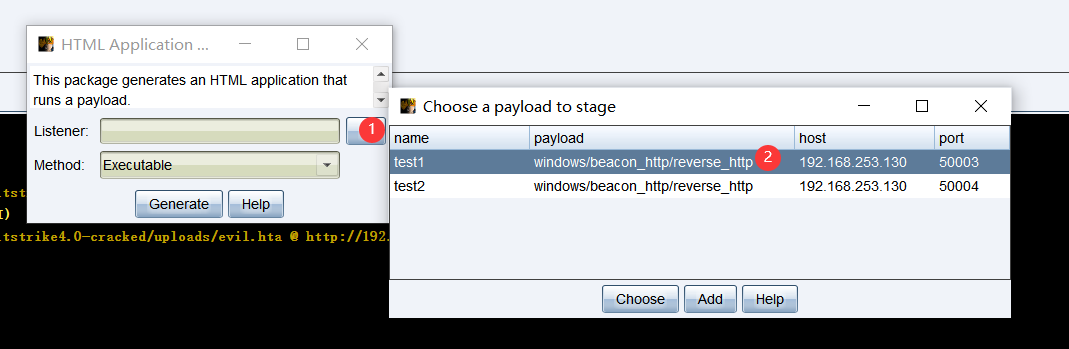 HTML Application ...
This package generates an HTML application that
runs a payload.
Listener:
1
Method: Executable
Generate Help
Choose a payload to stage
name payload host port
test1 windows/beacon_http/reverse_http 2 192.168.253.130 50003
test2 windows/beacon_http/reverse_http 192.168.253.130 50004
Choose Add Help
tstrike4.0-cracked/uploads/evil.hta @ http://192.